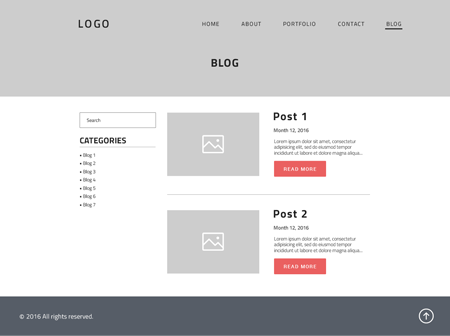 LOGO
HOME ABOUT PORTFOLIO CONTACT BLOG
BLOG
Search
CATEGORIES
• Blog 1
• Blog 2
• Blog 3
• Blog 4
• Blog 5
• Blog 6
• Blog 7
Post 1
Month 12, 2016
Lorem ipsum dolor sit amet, consectetur
adipisicing elit, sed do eiusmod tempor
incididunt ut labore et dolore magna aliqua...
READ MORE
Post 2
Month 12, 2016
Lorem ipsum dolor sit amet, consectetur
adipisicing elit, sed do eiusmod tempor
incididunt ut labore et dolore magna aliqua...
READ MORE
© 2016 All rights reserved.